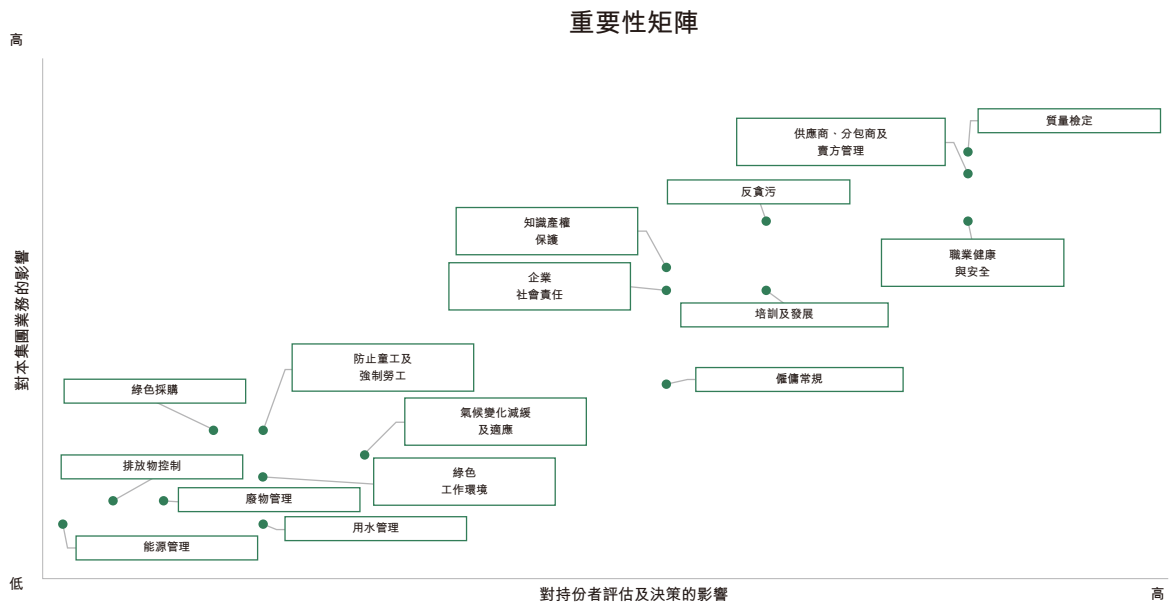 重要性矩陣
高
質量檢定
供應商、分包商及
賣方管理
反貪污
知識產權
保護
職業健康
與安全
企業
社會責任
培訓及發展
對本集團業務的影響
防止童工及
強制勞工
僱傭常規
綠色採購
氣候變化減緩
及適應
排放物控制
綠色
工作環境
廢物管理
用水管理
能源管理
低
對持份者評估及決策的影響
高